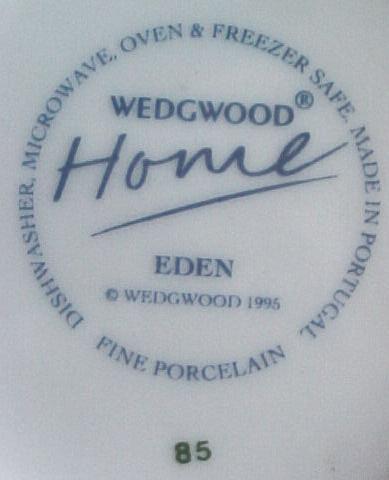 DISHWASHER, MICROWAVE, OVEN & FREEZER SAFE. MADE IN PORTUGAL
WEDGWOOD®
Home
EDEN
© WEDGWOOD 1995
FINE PORCELAIN
85